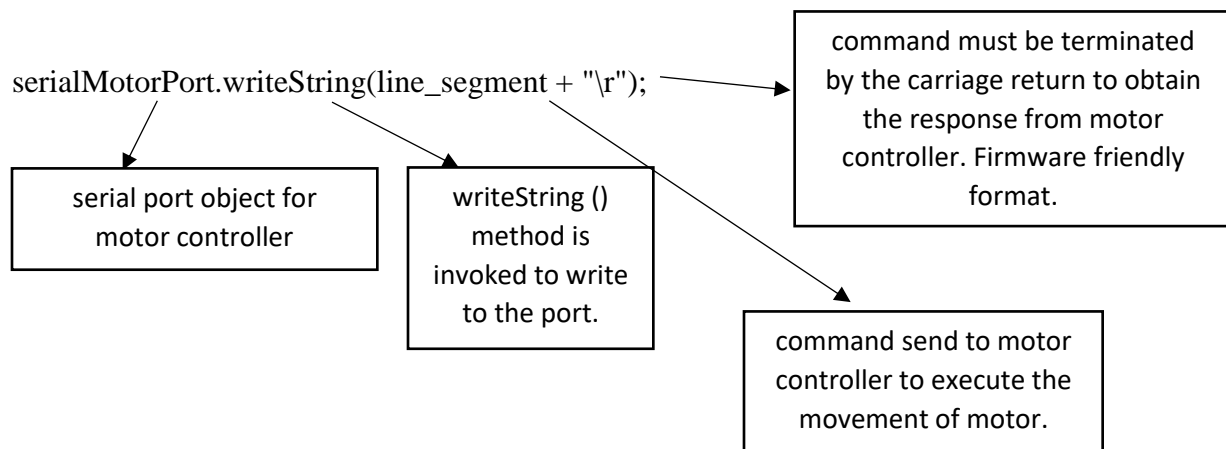 serialMotorPort.writeString(line_segment + "\r");
command must be terminated
by the carriage return to obtain
the response from motor
controller. Firmware friendly
format.
serial port object for
motor controller
writeString ()
method is
invoked to write
to the port.
command send to motor
controller to execute the
movement of motor.